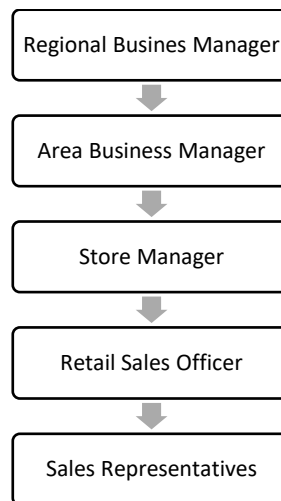 Regional Busines Manager
Area Business Manager
Store Manager
Retail Sales Officer
Sales Representatives